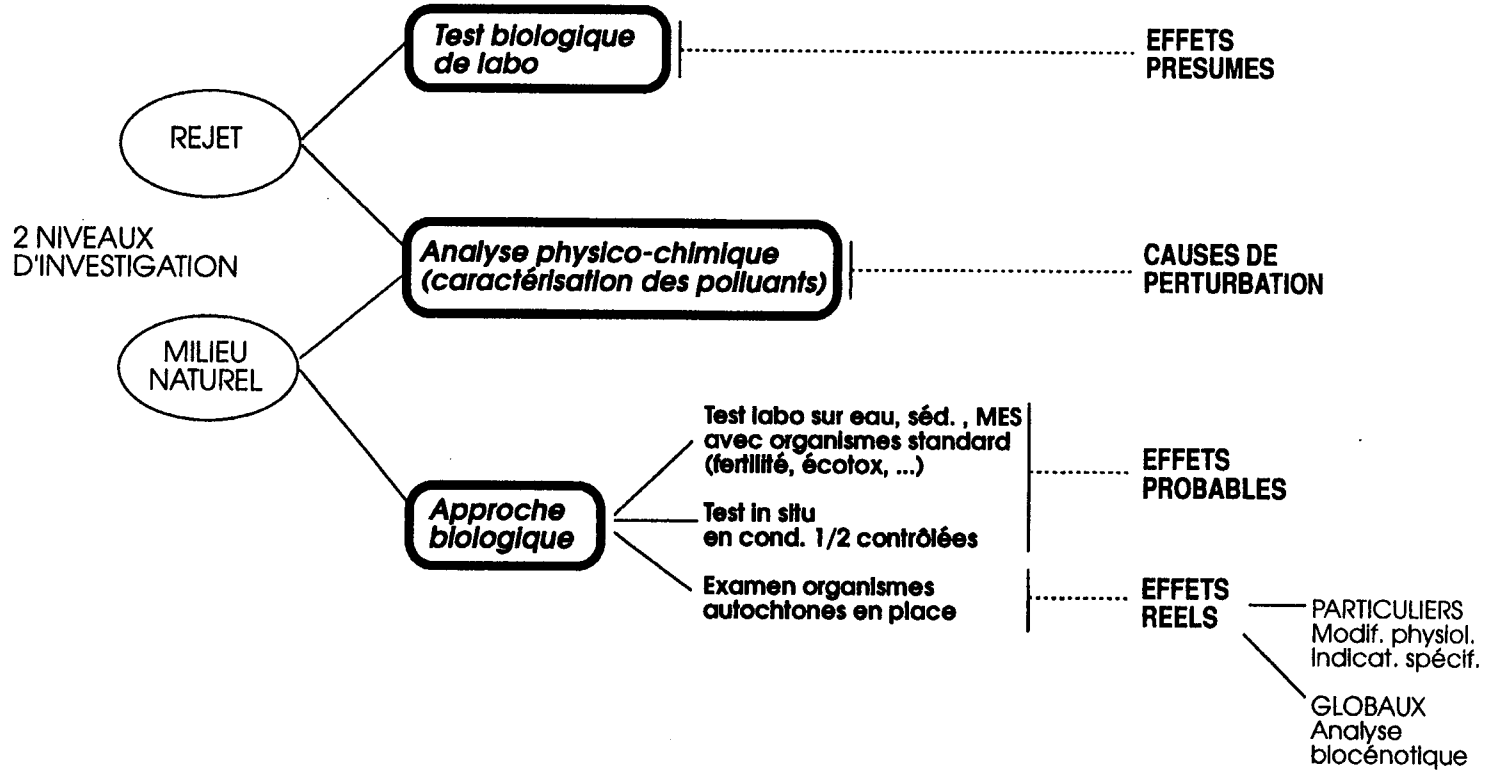 Test biologique
de labo
EFFETS
PRESUMES
REJET
2 NIVEAUX
D'INVESTIGATION
Analyse physico-chimique
(caractérisation des polluants)
CAUSES DE
PERTURBATION
MILIEU
NATUREL
Test labo sur eau, séd. , MES
avec organismes standard
(fertilité, écotox, ...)
EFFETS
PROBABLES
Approche
biologique
Test in situ
en cond. 1/2 contrôlées
Examen organismes
autochtones en place
EFFETS
REELS
PARTICULIERS
Modif. physiol.
Indicat. spécif.
GLOBAUX
Analyse
biocénotique